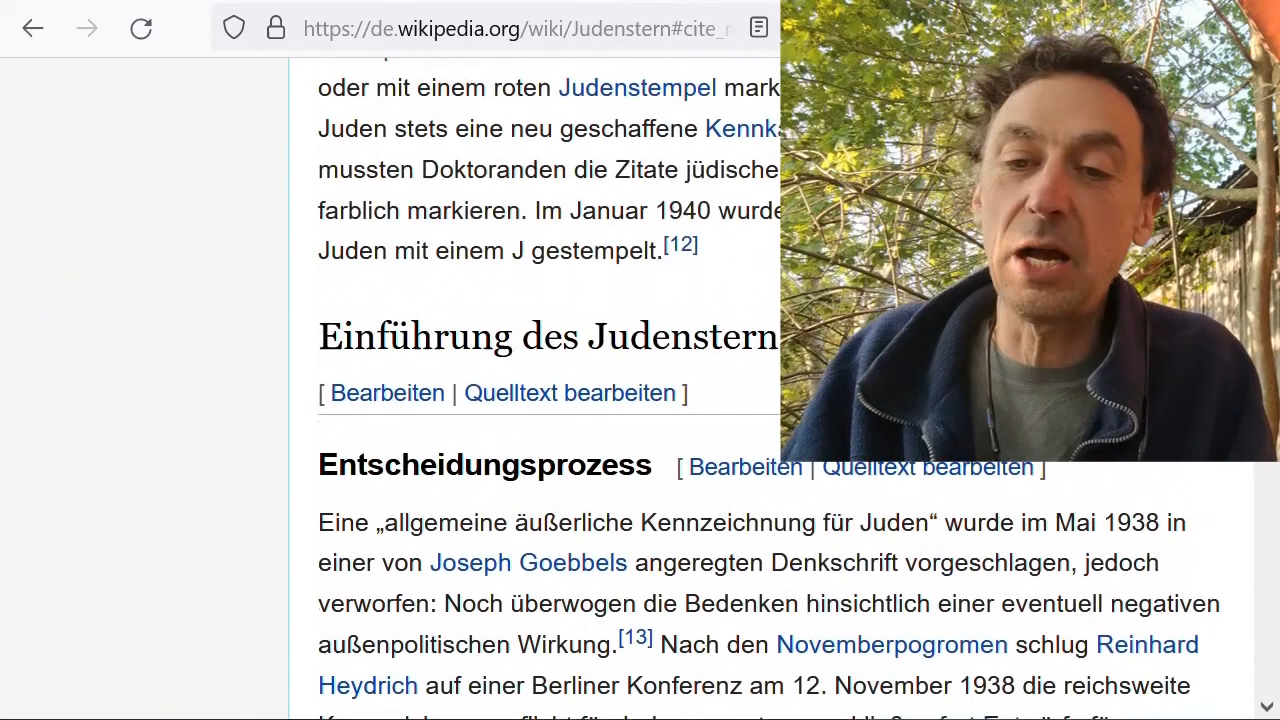 https://de.wikipedia.org/wiki/Judenstern#cite_
oder mit einem roten Judenstempel mark
Juden stets eine neu geschaffene Kennk
mussten Doktoranden die Zitate jüdische
farblich markieren. Im Januar 1940 wurde
Juden mit einem J gestempelt.[12]
Einführung des Judenstern
[ Bearbeiten | Quelltext bearbeiten ]
Entscheidungsprozess [ Bearbeiten | Quelltext bearbeiten ]
Eine „allgemeine äußerliche Kennzeichnung für Juden“ wurde im Mai 1938 in
einer von Joseph Goebbels angeregten Denkschrift vorgeschlagen, jedoch
verworfen: Noch überwogen die Bedenken hinsichtlich einer eventuell negativen
außenpolitischen Wirkung.[13] Nach den Novemberpogromen schlug Reinhard
Heydrich auf einer Berliner Konferenz am 12. November 1938 die reichsweite